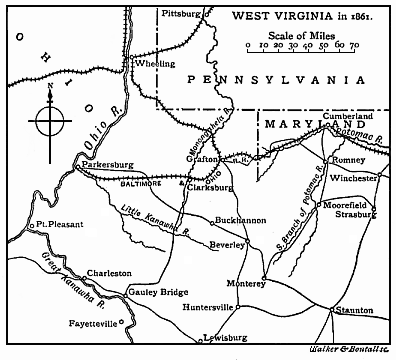 WEST VIRGINIA in 1861.
Scale of Miles
0 10 20 30 40 50 60 70
Pittsburg
OHIO
Wheeling
PENNSYLVANIA
Ohio R.
Monongahela R.
MARYLAND
Cumberland
Potomac R.
Grafton
R.R.
Romney
Parkersburg
BALTIMORE & OHIO
Clarksburg
Winchester
Little Kanawha R.
Buckhannon
S. Branch of Potomac R.
Moorefield
Strasburg
Pt. Pleasant
Beverley
Great Kanawha R.
Charleston
Monterey
Gauley Bridge
Huntersville
Staunton
Fayetteville
Lewisburg
Walker & Boutall sc.